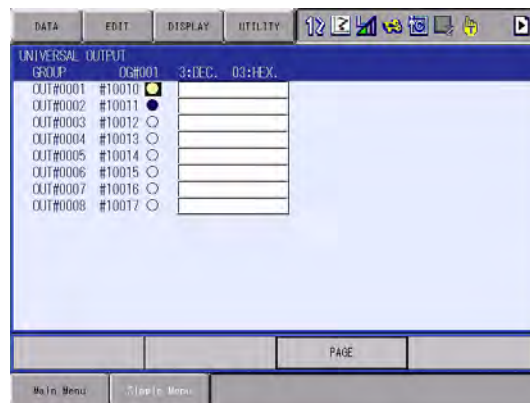 DATA EDIT DISPLAY UTILITY
UNIVERSAL OUTPUT
GROUP OG#001 3:DEC. 03:HEX.
OUT#0001 #10010
OUT#0002 #10011
OUT#0003 #10012
OUT#0004 #10013
OUT#0005 #10014
OUT#0006 #10015
OUT#0007 #10016
OUT#0008 #10017
PAGE
Main Menu Simple Menu